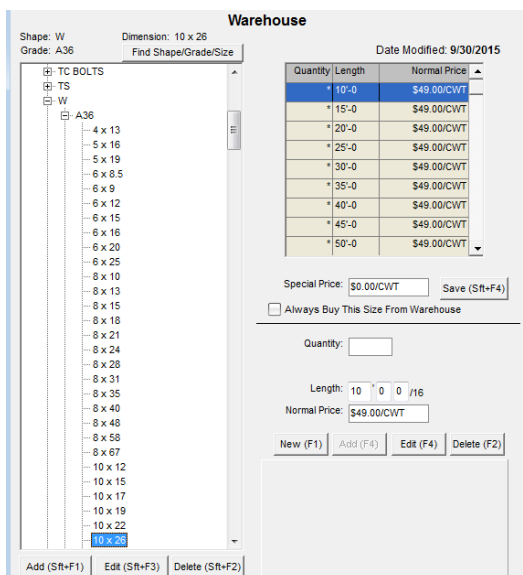 Warehouse
Shape: W Dimension: 10 x 26
Grade: A36 Find Shape/Grade/Size
TC BOLTS
TS
W
A36
4 x 13
5 x 16
5 x 19
6 x 8.5
6 x 9
6 x 12
6 x 15
6 x 16
6 x 20
6 x 25
8 x 10
8 x 13
8 x 15
8 x 18
8 x 21
8 x 24
8 x 28
8 x 31
8 x 35
8 x 40
8 x 48
8 x 58
8 x 67
10 x 12
10 x 15
10 x 17
10 x 19
10 x 22
10 x 26
Add (Sft+F1) Edit (Sft+F3) Delete (Sft+F2)
Date Modified: 9/30/2015
Quantity Length Normal Price
* 10'-0 $49.00/CWT
* 15'-0 $49.00/CWT
* 20'-0 $49.00/CWT
* 25'-0 $49.00/CWT
* 30'-0 $49.00/CWT
* 35'-0 $49.00/CWT
* 40'-0 $49.00/CWT
* 45'-0 $49.00/CWT
* 50'-0 $49.00/CWT
Special Price: $0.00/CWT Save (Sft+F4)
Always Buy This Size From Warehouse
Quantity:
Length: 10 ' 0 0 /16
Normal Price: $49.00/CWT
New (F1) Add (F4) Edit (F4) Delete (F2)